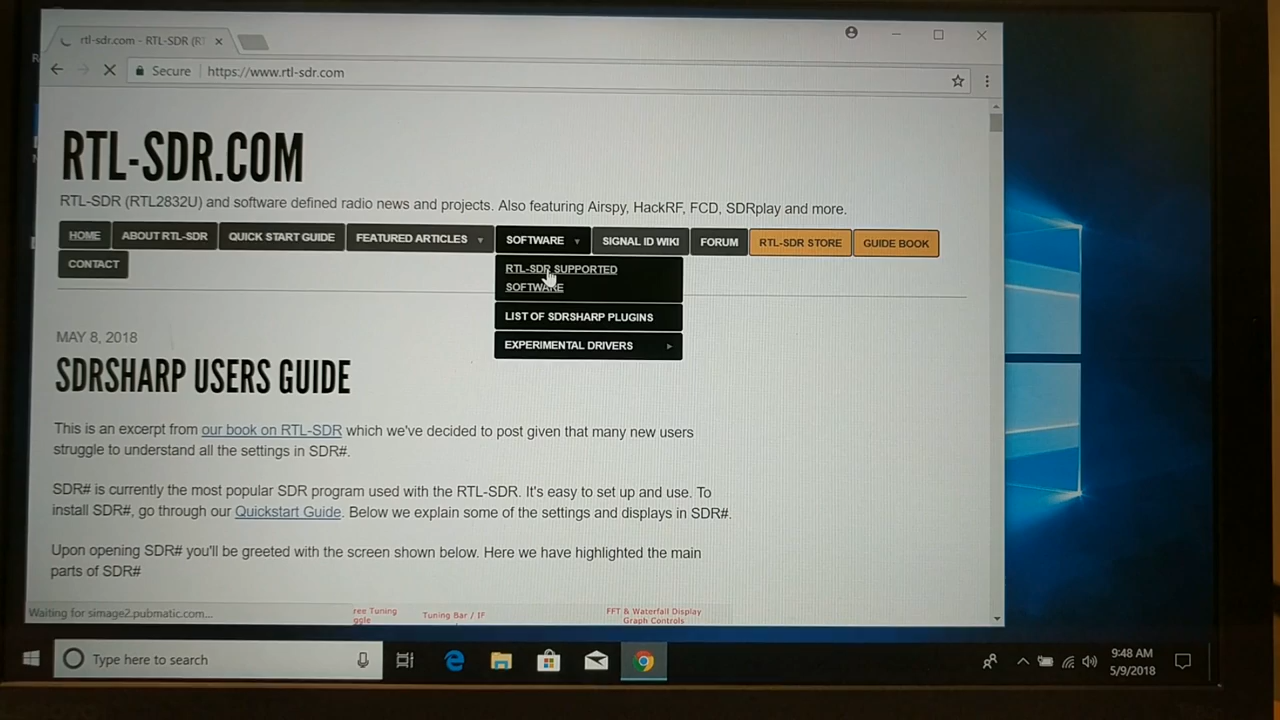 rtl-sdr.com - RTL-SDR (RT
Secure | https://www.rtl-sdr.com
RTL-SDR.COM
RTL-SDR (RTL2832U) and software defined radio news and projects. Also featuring Airspy, HackRF, FCD, SDRplay and more.
HOME ABOUT RTL-SDR QUICK START GUIDE FEATURED ARTICLES SOFTWARE SIGNAL ID WIKI FORUM RTL-SDR STORE GUIDE BOOK
CONTACT
RTL-SDR SUPPORTED
SOFTWARE
LIST OF SDRSHARP PLUGINS
EXPERIMENTAL DRIVERS
MAY 8, 2018
SDRSHARP USERS GUIDE
This is an excerpt from our book on RTL-SDR which we've decided to post given that many new users
struggle to understand all the settings in SDR#.
SDR# is currently the most popular SDR program used with the RTL-SDR. It's easy to set up and use. To
install SDR#, go through our Quickstart Guide. Below we explain some of the settings and displays in SDR#.
Upon opening SDR# you'll be greeted with the screen shown below. Here we have highlighted the main
parts of SDR#
Waiting for simage2.pubmatic.com...
ree Tuning
ggle
Tuning Bar / IF
FFT & Waterfall Display
Graph Controls
Type here to search
9:48 AM
5/9/2018